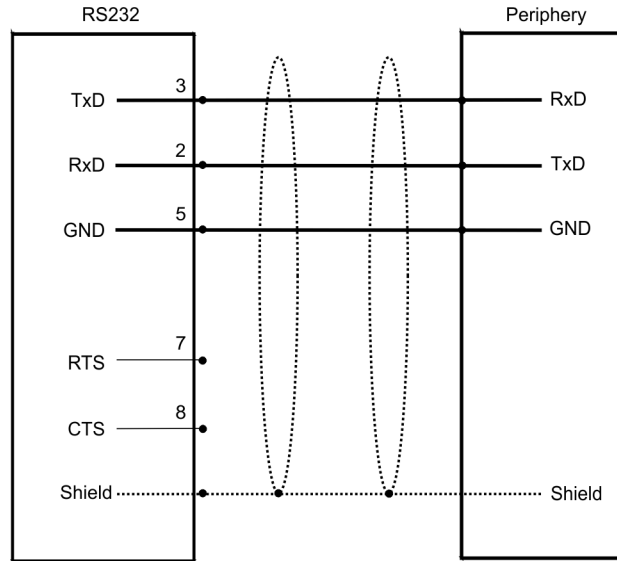 RS232 Periphery
TxD 3 RxD
RxD 2 TxD
GND 5 GND
RTS 7
CTS 8
Shield Shield